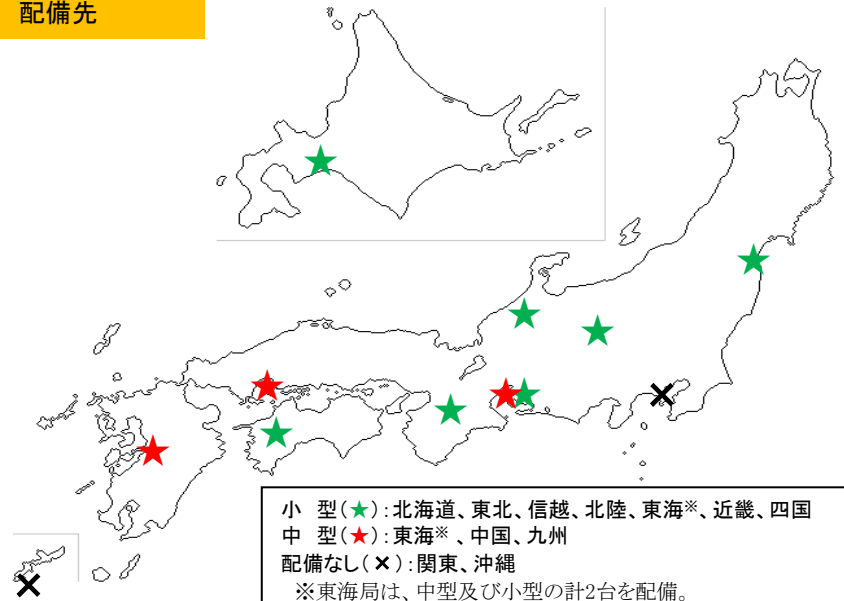 配備先
小　型(★):北海道、東北、信越、北陸、東海※、近畿、四国
中　型(★):東海※ 、中国、九州
配備なし(×):関東、沖縄
※東海局は、中型及び小型の計2台を配備。